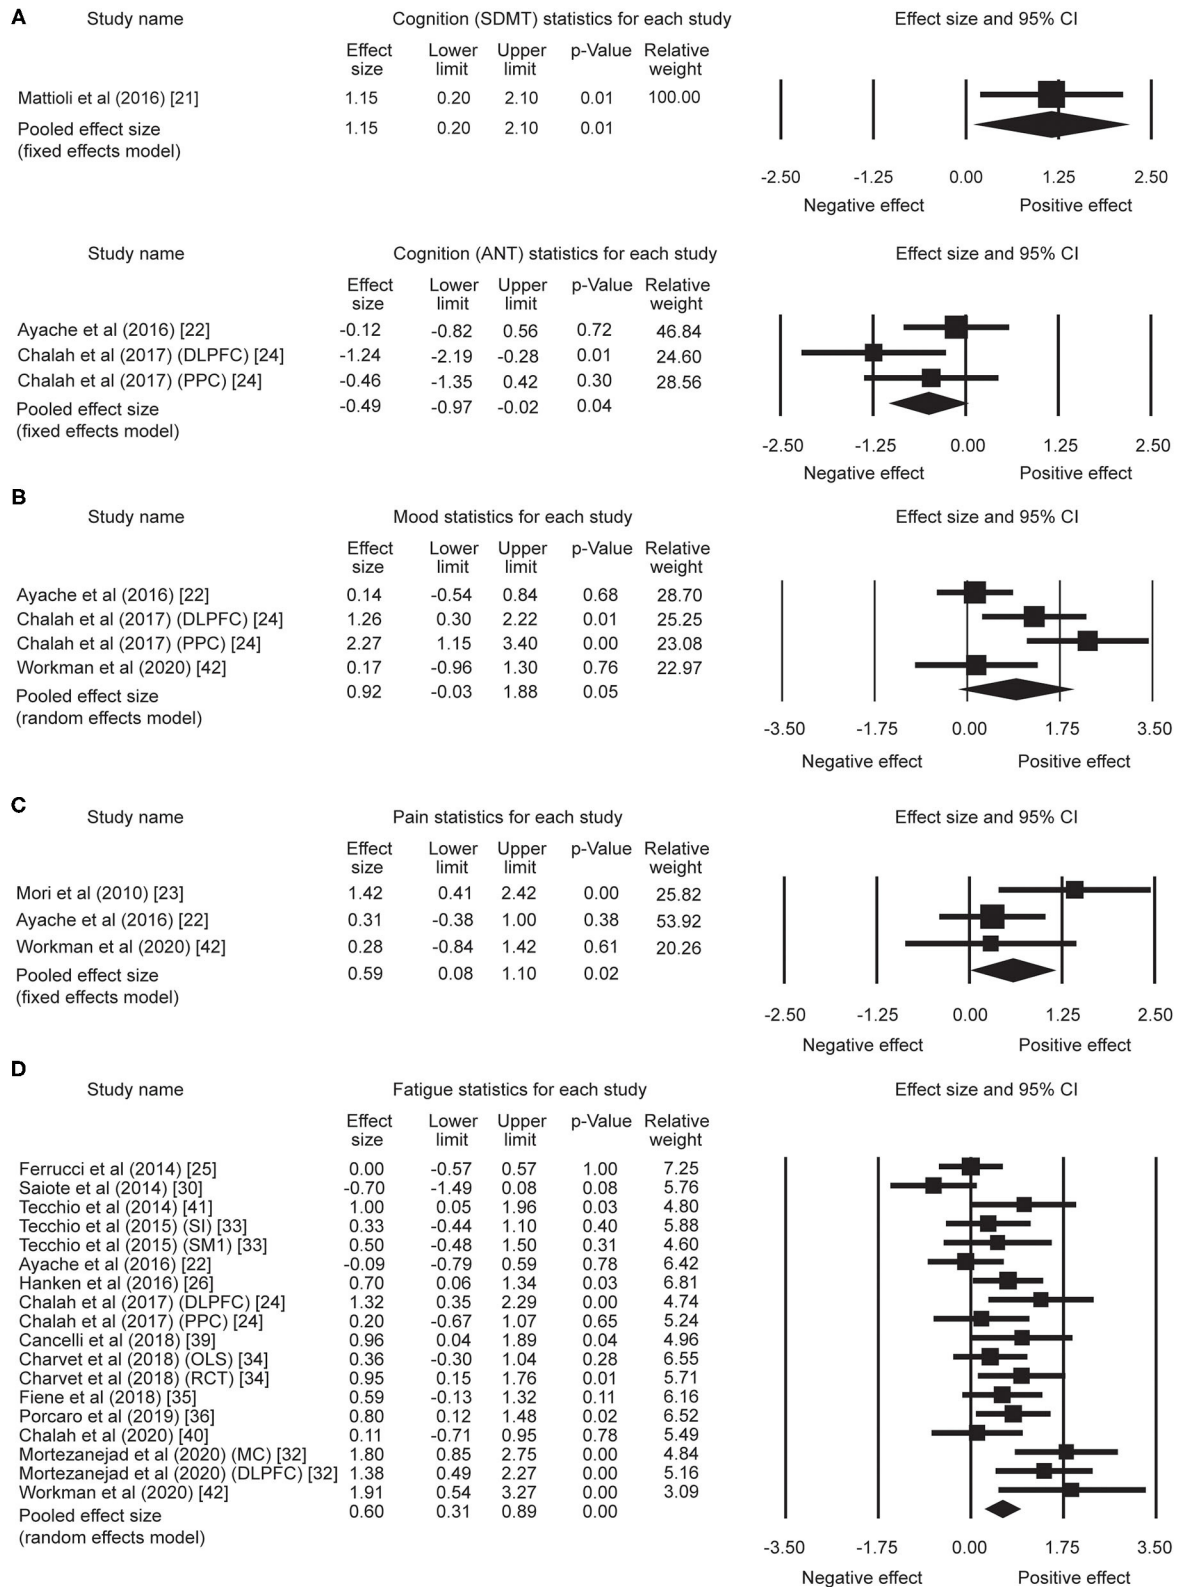 A
Study name Cognition (SDMT) statistics for each study Effect size and 95% CI
Effect Lower Upper p-Value Relative
size limit limit weight
Mattioli et al (2016) [21] 1.15 0.20 2.10 0.01 100.00
Pooled effect size 1.15 0.20 2.10 0.01
(fixed effects model)
-2.50 -1.25 0.00 1.25 2.50
Negative effect Positive effect
Study name Cognition (ANT) statistics for each study Effect size and 95% CI
Effect Lower Upper p-Value Relative
size limit limit weight
Ayache et al (2016) [22] -0.12 -0.82 0.56 0.72 46.84
Chalah et al (2017) (DLPFC) [24] -1.24 -2.19 -0.28 0.01 24.60
Chalah et al (2017) (PPC) [24] -0.46 -1.35 0.42 0.30 28.56
Pooled effect size -0.49 -0.97 -0.02 0.04
(fixed effects model)
-2.50 -1.25 0.00 1.25 2.50
Negative effect Positive effect
B
Study name Mood statistics for each study Effect size and 95% CI
Effect Lower Upper p-Value Relative
size limit limit weight
Ayache et al (2016) [22] 0.14 -0.54 0.84 0.68 28.70
Chalah et al (2017) (DLPFC) [24] 1.26 0.30 2.22 0.01 25.25
Chalah et al (2017) (PPC) [24] 2.27 1.15 3.40 0.00 23.08
Workman et al (2020) [42] 0.17 -0.96 1.30 0.76 22.97
Pooled effect size 0.92 -0.03 1.88 0.05
(random effects model)
-3.50 -1.75 0.00 1.75 3.50
Negative effect Positive effect
C
Study name Pain statistics for each study Effect size and 95% CI
Effect Lower Upper p-Value Relative
size limit limit weight
Mori et al (2010) [23] 1.42 0.41 2.42 0.00 25.82
Ayache et al (2016) [22] 0.31 -0.38 1.00 0.38 53.92
Workman et al (2020) [42] 0.28 -0.84 1.42 0.61 20.26
Pooled effect size 0.59 0.08 1.10 0.02
(fixed effects model)
-2.50 -1.25 0.00 1.25 2.50
Negative effect Positive effect
D
Study name Fatigue statistics for each study Effect size and 95% CI
Effect Lower Upper p-Value Relative
size limit limit weight
Ferrucci et al (2014) [25] 0.00 -0.57 0.57 1.00 7.25
Saiote et al (2014) [30] -0.70 -1.49 0.08 0.08 5.76
Tecchio et al (2014) [41] 1.00 0.05 1.96 0.03 4.80
Tecchio et al (2015) (SI) [33] 0.33 -0.44 1.10 0.40 5.88
Tecchio et al (2015) (SM1) [33] 0.50 -0.48 1.50 0.31 4.60
Ayache et al (2016) [22] -0.09 -0.79 0.59 0.78 6.42
Hanken et al (2016) [26] 0.70 0.06 1.34 0.03 6.81
Chalah et al (2017) (DLPFC) [24] 1.32 0.35 2.29 0.00 4.74
Chalah et al (2017) (PPC) [24] 0.20 -0.67 1.07 0.65 5.24
Cancelli et al (2018) [39] 0.96 0.04 1.89 0.04 4.96
Charvet et al (2018) (OLS) [34] 0.36 -0.30 1.04 0.28 6.55
Charvet et al (2018) (RCT) [34] 0.95 0.15 1.76 0.01 5.71
Fiene et al (2018) [35] 0.59 -0.13 1.32 0.11 6.16
Porcaro et al (2019) [36] 0.80 0.12 1.48 0.02 6.52
Chalah et al (2020) [40] 0.11 -0.71 0.95 0.78 5.49
Mortezanejad et al (2020) (MC) [32] 1.80 0.85 2.75 0.00 4.84
Mortezanejad et al (2020) (DLPFC) [32] 1.38 0.49 2.27 0.00 5.16
Workman et al (2020) [42] 1.91 0.54 3.27 0.00 3.09
Pooled effect size 0.60 0.31 0.89 0.00
(random effects model)
-3.50 -1.75 0.00 1.75 3.50
Negative effect Positive effect